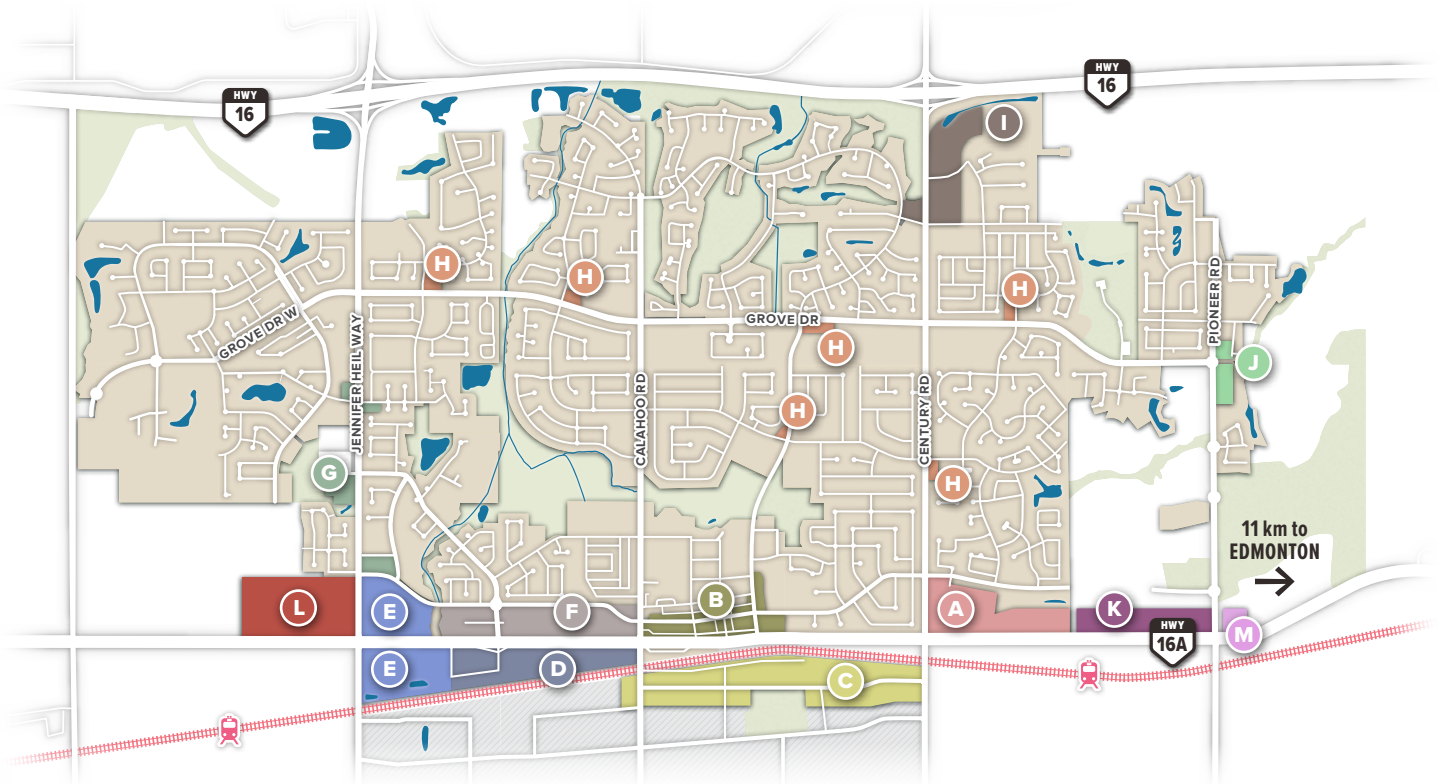 HWY
16
HWY
16
I
H
H
H
PIONEER RD
GROVE DR W
JENNIFER HEIL WAY
GROVE DR
H
J
CALAHOO RD
CENTURY RD
H
G
H
11 km to
EDMONTON
L
E
F
B
A
K
HWY
16A
M
E
D
C